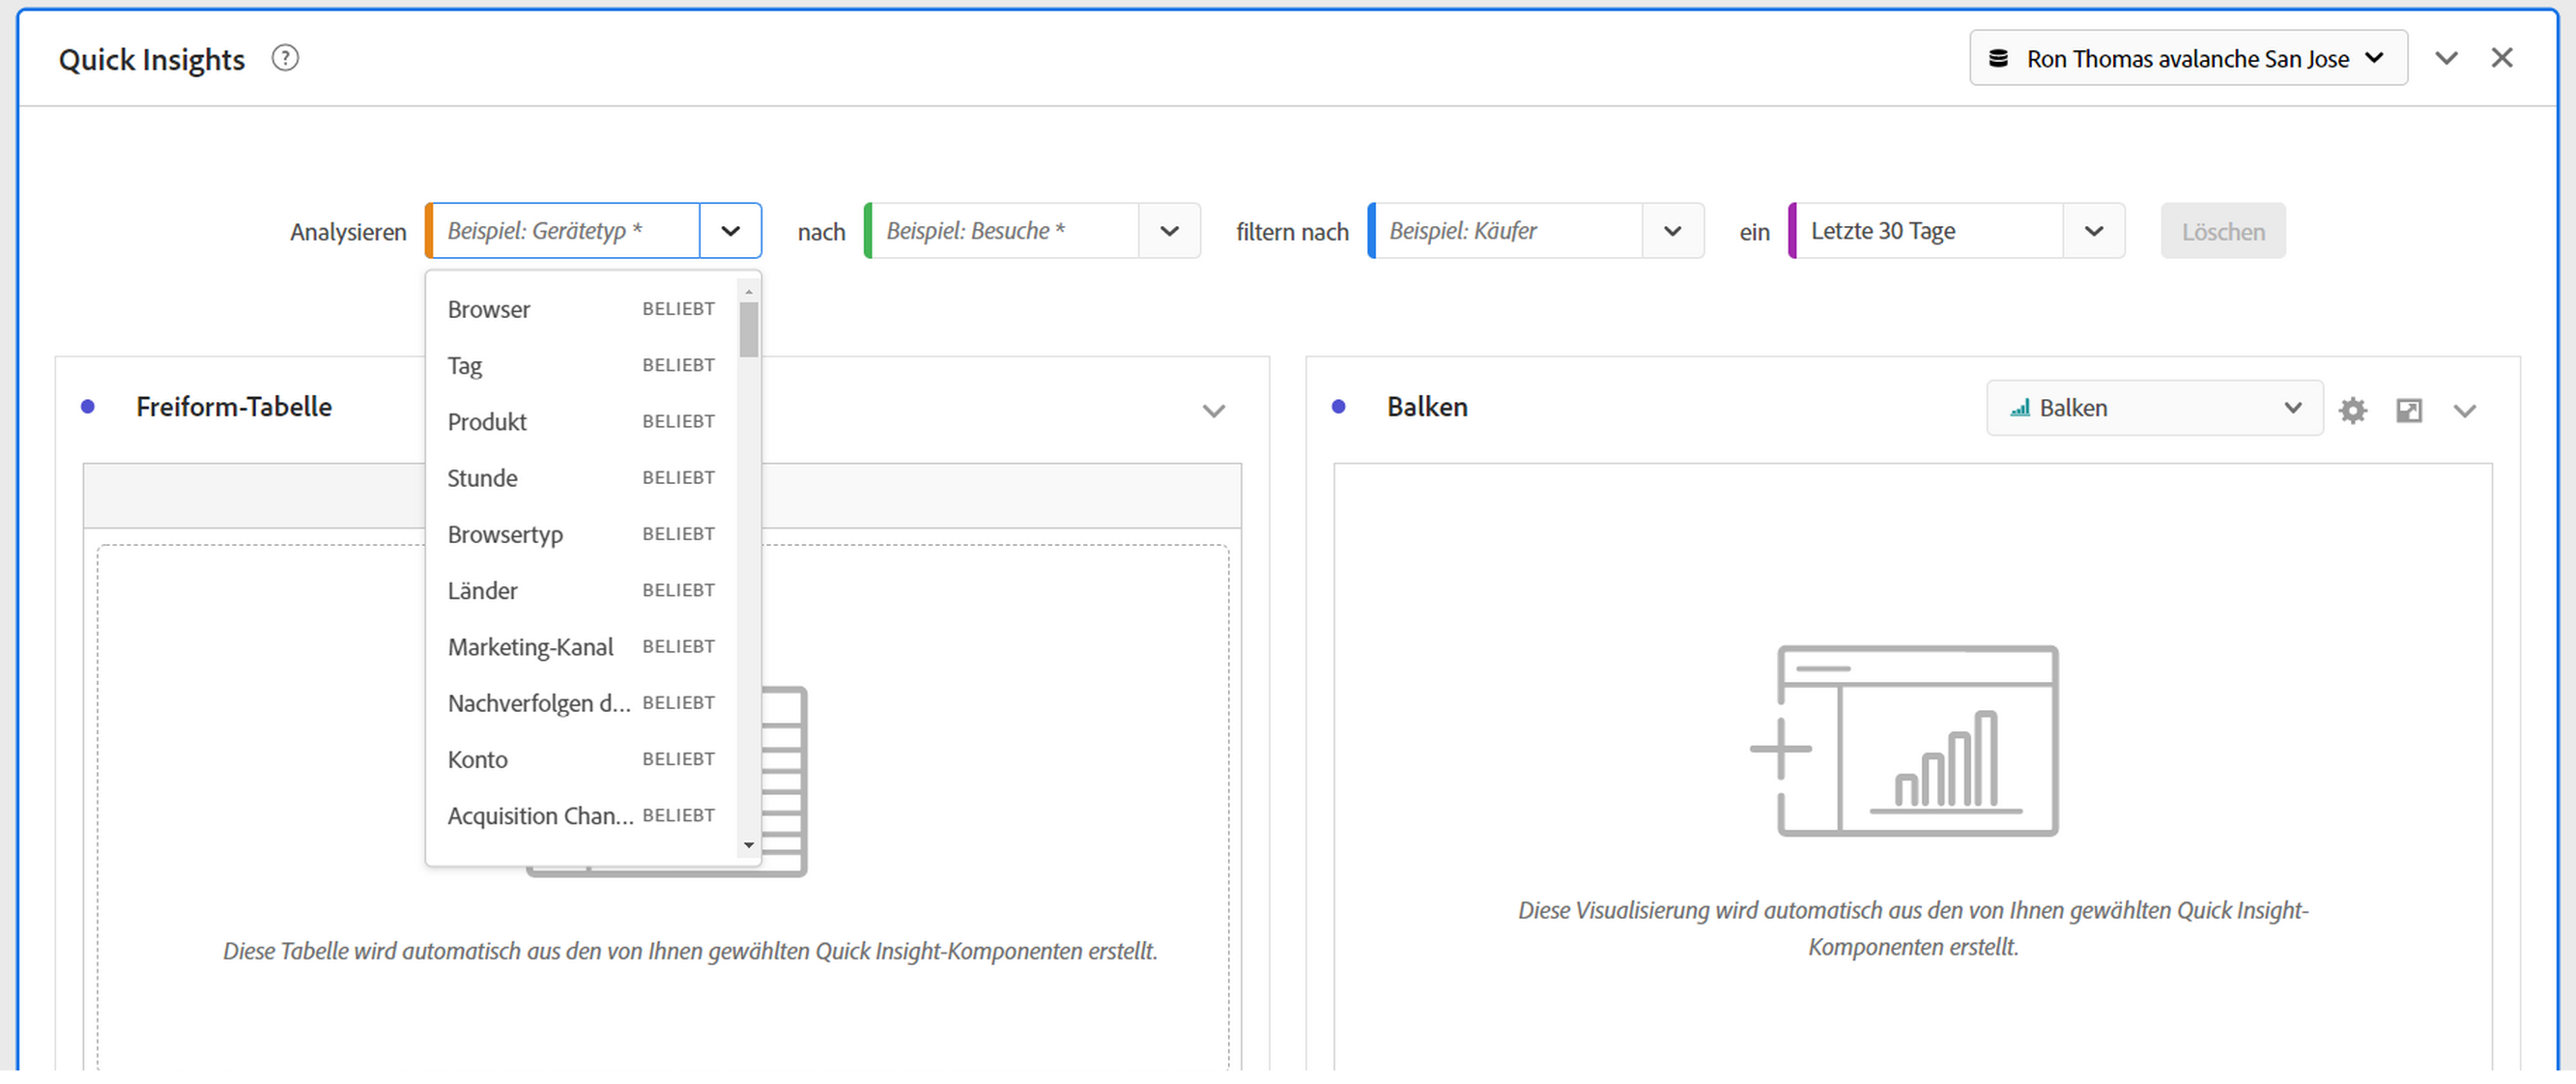 Quick Insights ?
Ron Thomas avalanche San Jose
Analysieren Beispiel: Gerätetyp * nach Beispiel: Besuche * filtern nach Beispiel: Käufer ein Letzte 30 Tage Löschen
Browser BELIEBT
Tag BELIEBT
Produkt BELIEBT
Stunde BELIEBT
Browsertyp BELIEBT
Länder BELIEBT
Marketing-Kanal BELIEBT
Nachverfolgen d... BELIEBT
Konto BELIEBT
Acquisition Chan... BELIEBT
Freiform-Tabelle
Diese Tabelle wird automatisch aus den von Ihnen gewählten Quick Insight-Komponenten erstellt.
Balken
Balken
Diese Visualisierung wird automatisch aus den von Ihnen gewählten Quick Insight-
Komponenten erstellt.